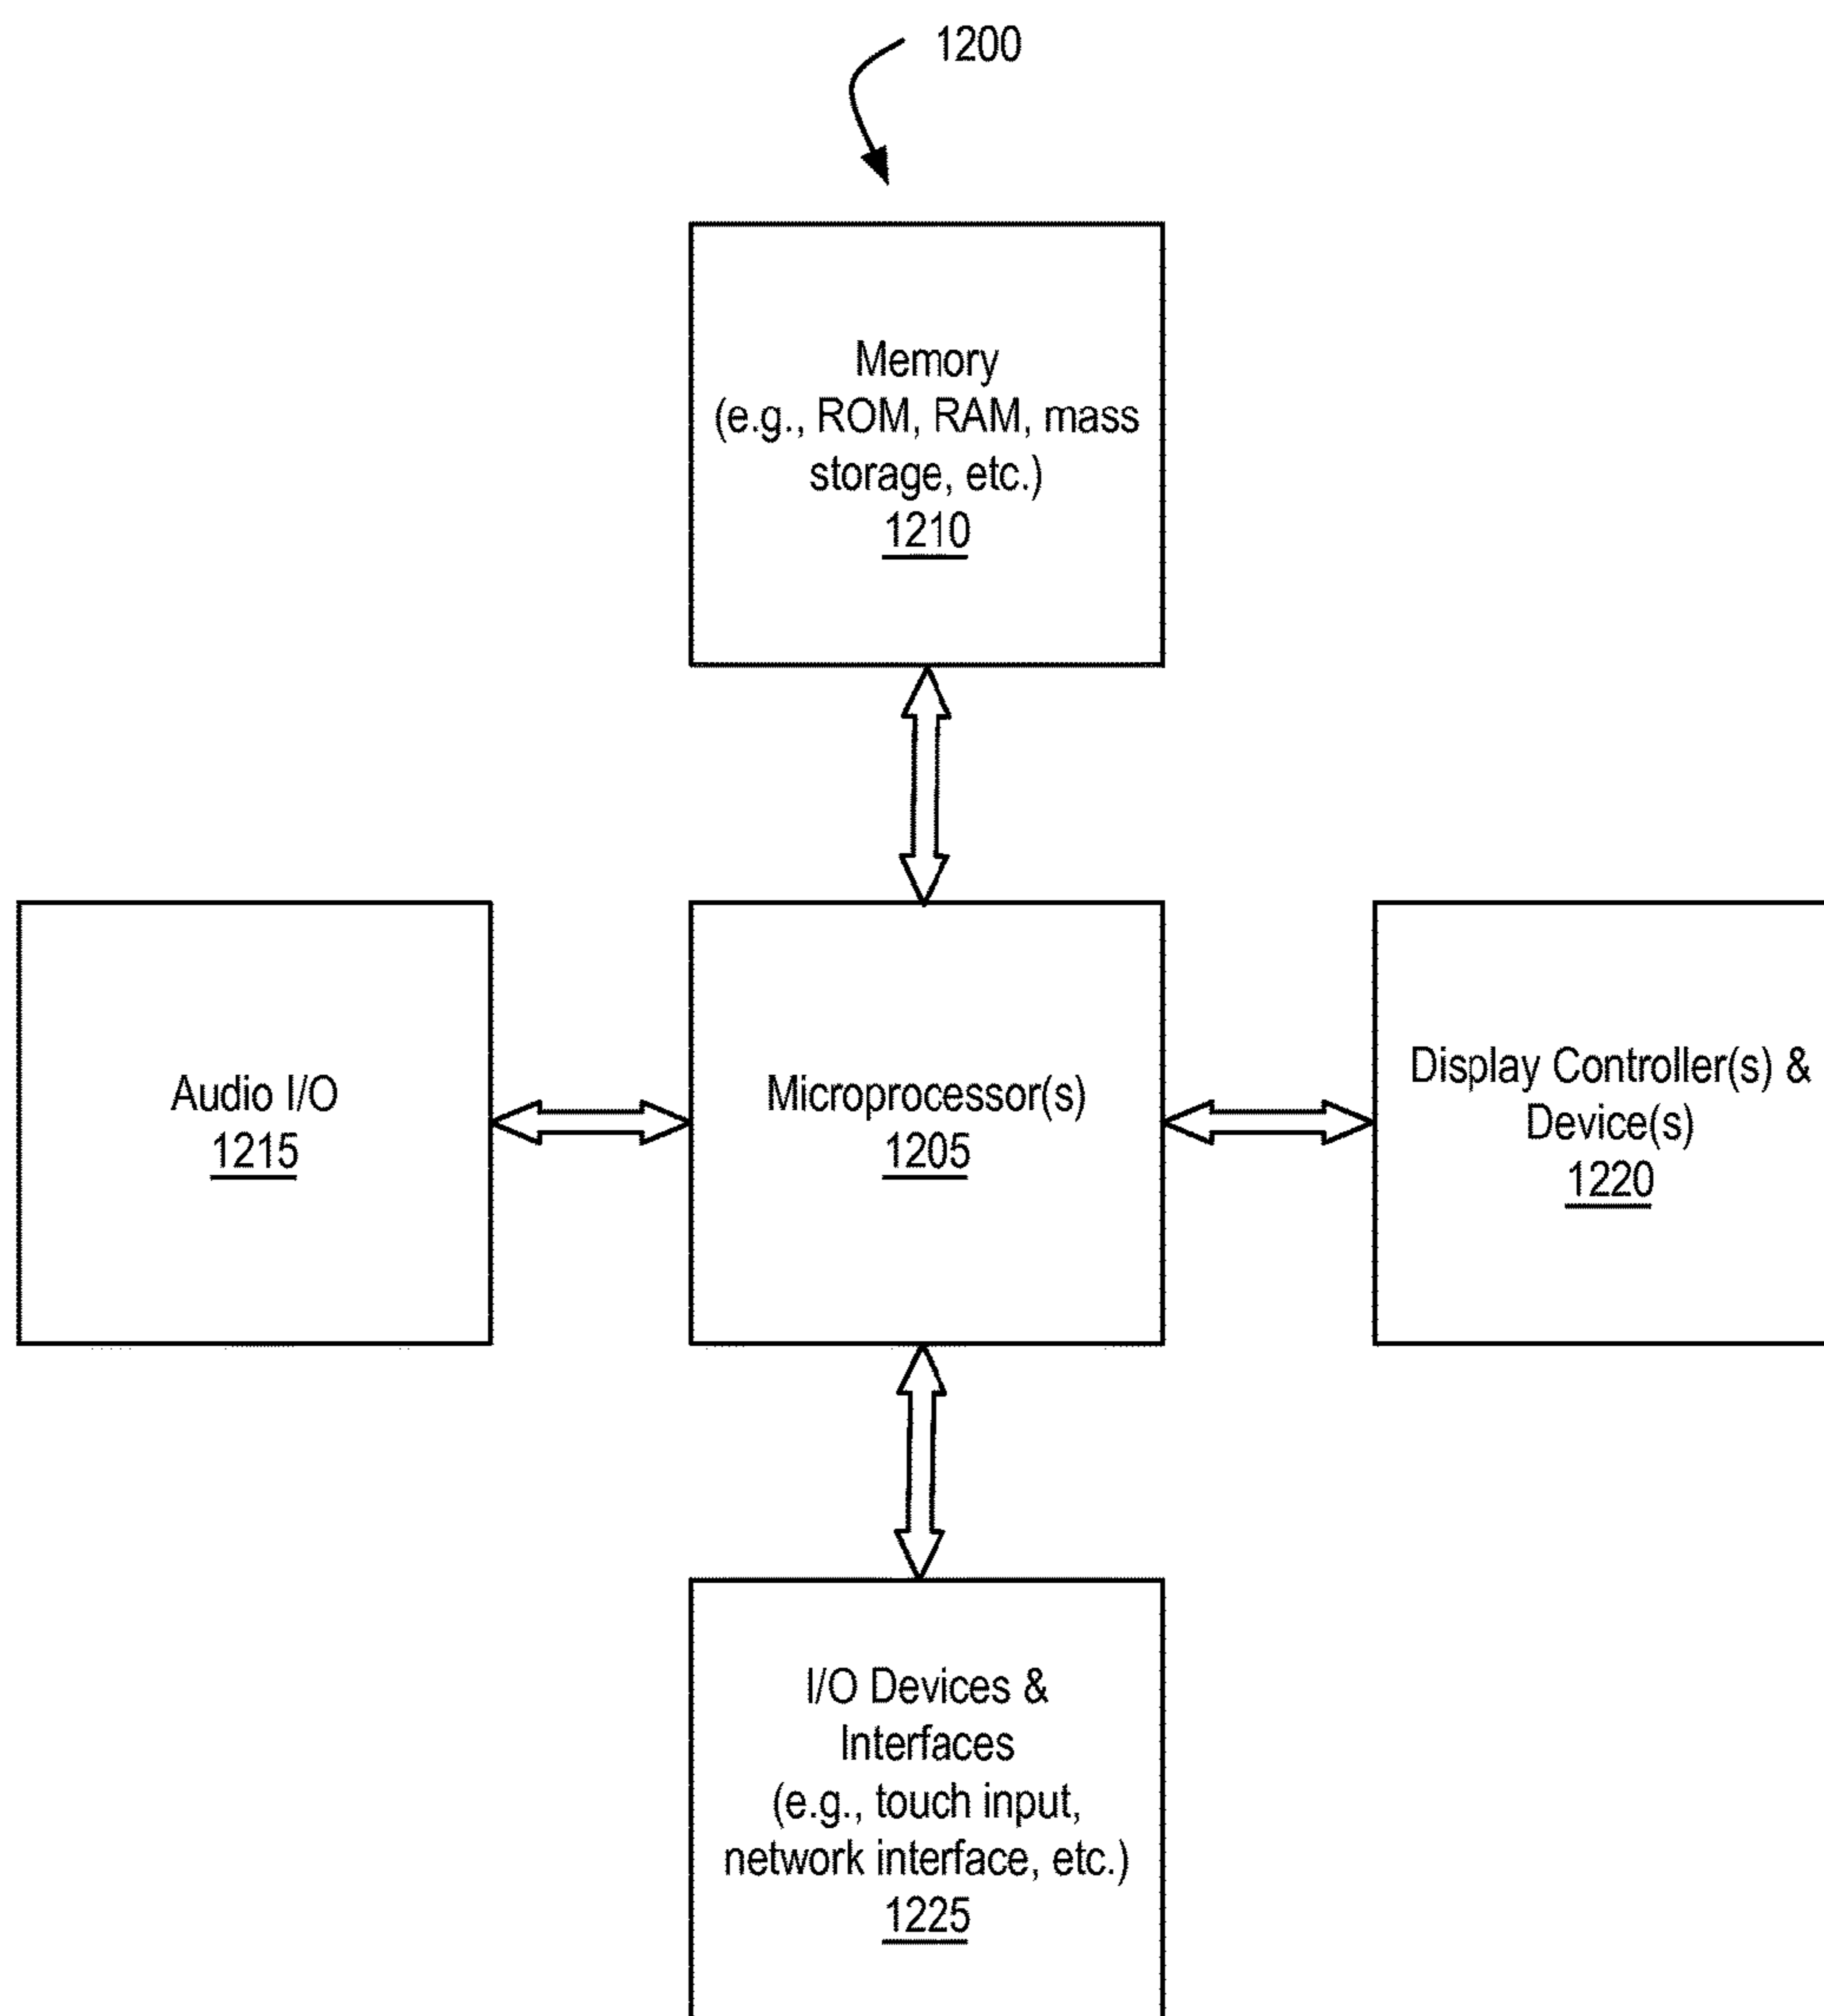 1200
Memory
(e.g., ROM, RAM, mass
storage, etc.)
1210
Audio I/O
1215
Microprocessor(s)
1205
Display Controller(s) &
Device(s)
1220
I/O Devices &
Interfaces
(e.g., touch input,
network interface, etc.)
1225